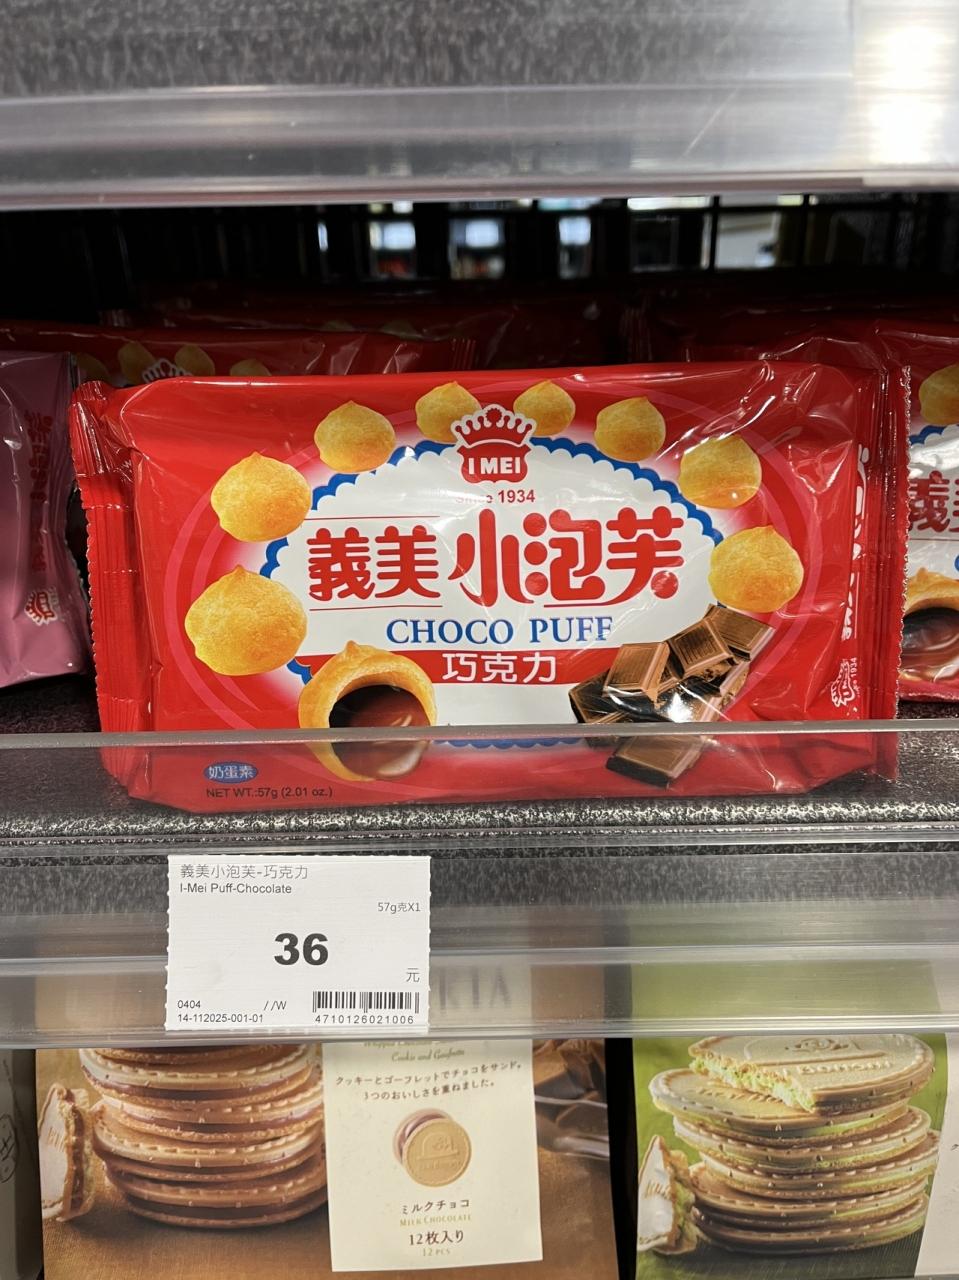 I MEI
Since 1934
義美小泡芙
CHOCO PUFF
巧克力
奶蛋素
NET WT.:57g (2.01 oz.)
義美小泡芙-巧克力
I-Mei Puff-Chocolate
57g克X1
36
元
0404 / /W
14-112025-001-01
4710126021006
Cookie and Gaufrette
クッキーとゴーフレットでチョコをサンド。
3つのおいしさを重ねました。
ミルクチョコ
MILK CHOCOLATE
12枚入り
12 PCS